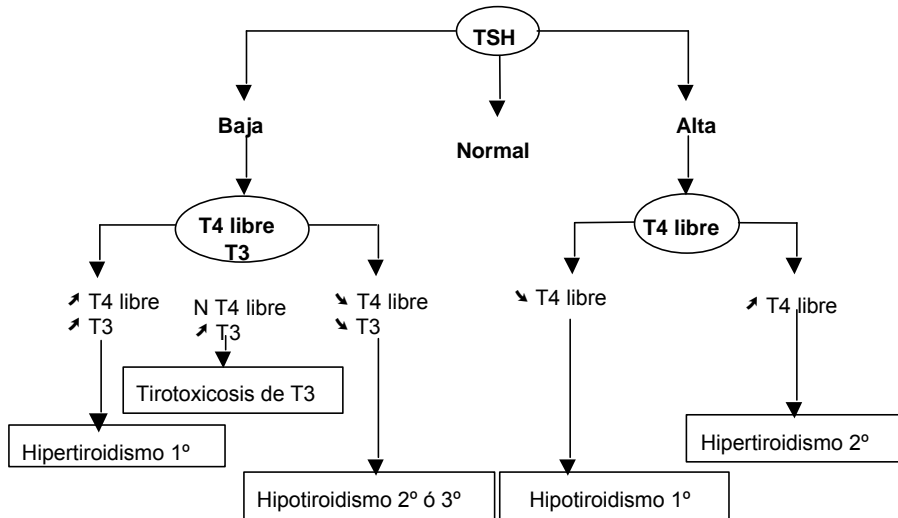 TSH
Baja
Normal
Alta
T4 libre
T3
T4 libre
↗ T4 libre
↗ T3
N T4 libre
↗ T3
↘ T4 libre
↘ T3
↘ T4 libre
↗ T4 libre
Tirotoxicosis de T3
Hipertiroidismo 1º
Hipertiroidismo 2º
Hipotiroidismo 2º ó 3º
Hipotiroidismo 1º